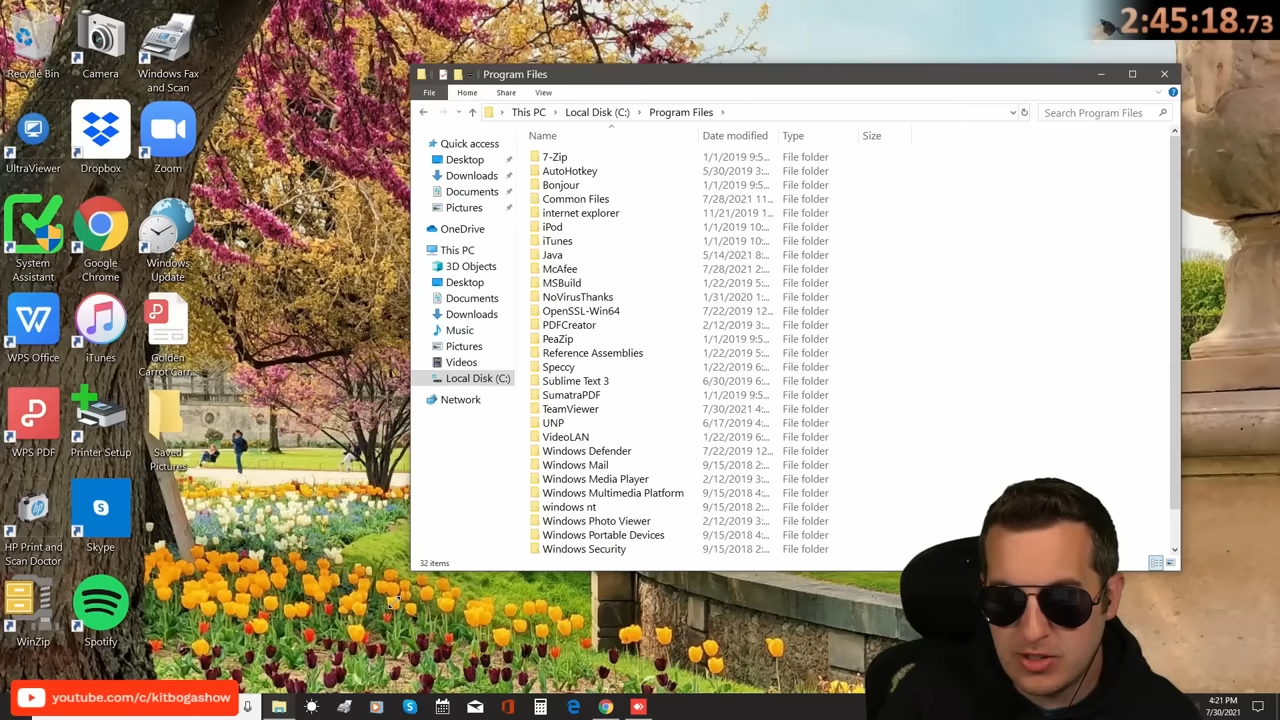 2:45:18.73
Recycle Bin
Camera
Windows Fax
and Scan
UltraViewer
Dropbox
Zoom
System
Assistant
Google
Chrome
Windows
Update
WPS Office
iTunes
Golden
Carrot Carr...
WPS PDF
Printer Setup
Saved
Pictures
HP Print and
Scan Doctor
Skype
WinZip
Spotify
Program Files
File
Home
Share
View
This PC
Local Disk (C:)
Program Files
Search Program Files
Quick access
Desktop
Downloads
Documents
Pictures
OneDrive
This PC
3D Objects
Desktop
Documents
Downloads
Music
Pictures
Videos
Local Disk (C:)
Network
Name Date modified Type Size
7-Zip 1/1/2019 9:5... File folder
AutoHotkey 5/30/2019 3:... File folder
Bonjour 1/1/2019 9:5... File folder
Common Files 7/28/2021 11... File folder
internet explorer 11/21/2019 1... File folder
iPod 1/1/2019 10:... File folder
iTunes 1/1/2019 10:... File folder
Java 5/14/2021 8:... File folder
McAfee 7/28/2021 2:... File folder
MSBuild 1/22/2019 5:... File folder
NoVirusThanks 1/31/2020 1:... File folder
OpenSSL-Win64 7/22/2019 12... File folder
PDFCreator 2/12/2019 3:... File folder
PeaZip 1/1/2019 9:5... File folder
Reference Assemblies 1/22/2019 5:... File folder
Speccy 1/22/2019 6:... File folder
Sublime Text 3 6/30/2019 6:... File folder
SumatraPDF 1/1/2019 9:5... File folder
TeamViewer 7/30/2021 4:... File folder
UNP 6/17/2019 4:... File folder
VideoLAN 1/22/2019 6:... File folder
Windows Defender 7/22/2019 12... File folder
Windows Mail 9/15/2018 2:... File folder
Windows Media Player 2/12/2019 3:... File folder
Windows Multimedia Platform 9/15/2018 4:... File folder
windows nt 9/15/2018 2:... File folder
Windows Photo Viewer 2/12/2019 3:... File folder
Windows Portable Devices 9/15/2018 4:... File folder
Windows Security 9/15/2018 2:... File folder
32 items
youtube.com/c/kitbogashow
4:21 PM
7/30/2021